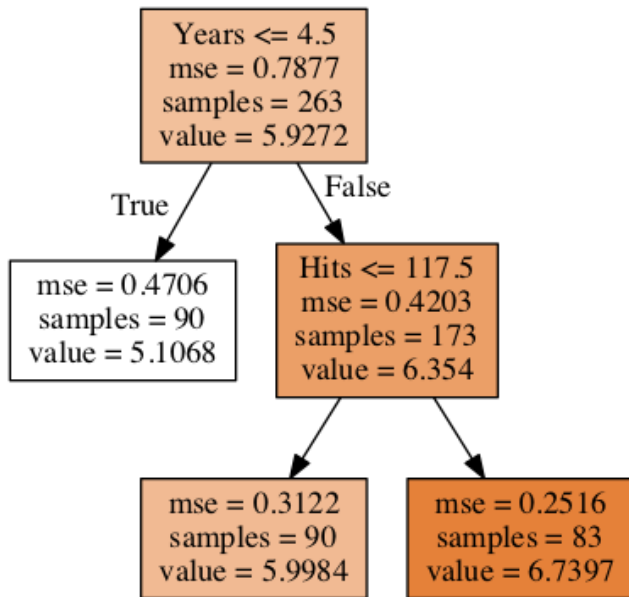 Years <= 4.5
mse = 0.7877
samples = 263
value = 5.9272
True
False
mse = 0.4706
samples = 90
value = 5.1068
Hits <= 117.5
mse = 0.4203
samples = 173
value = 6.354
mse = 0.3122
samples = 90
value = 5.9984
mse = 0.2516
samples = 83
value = 6.7397